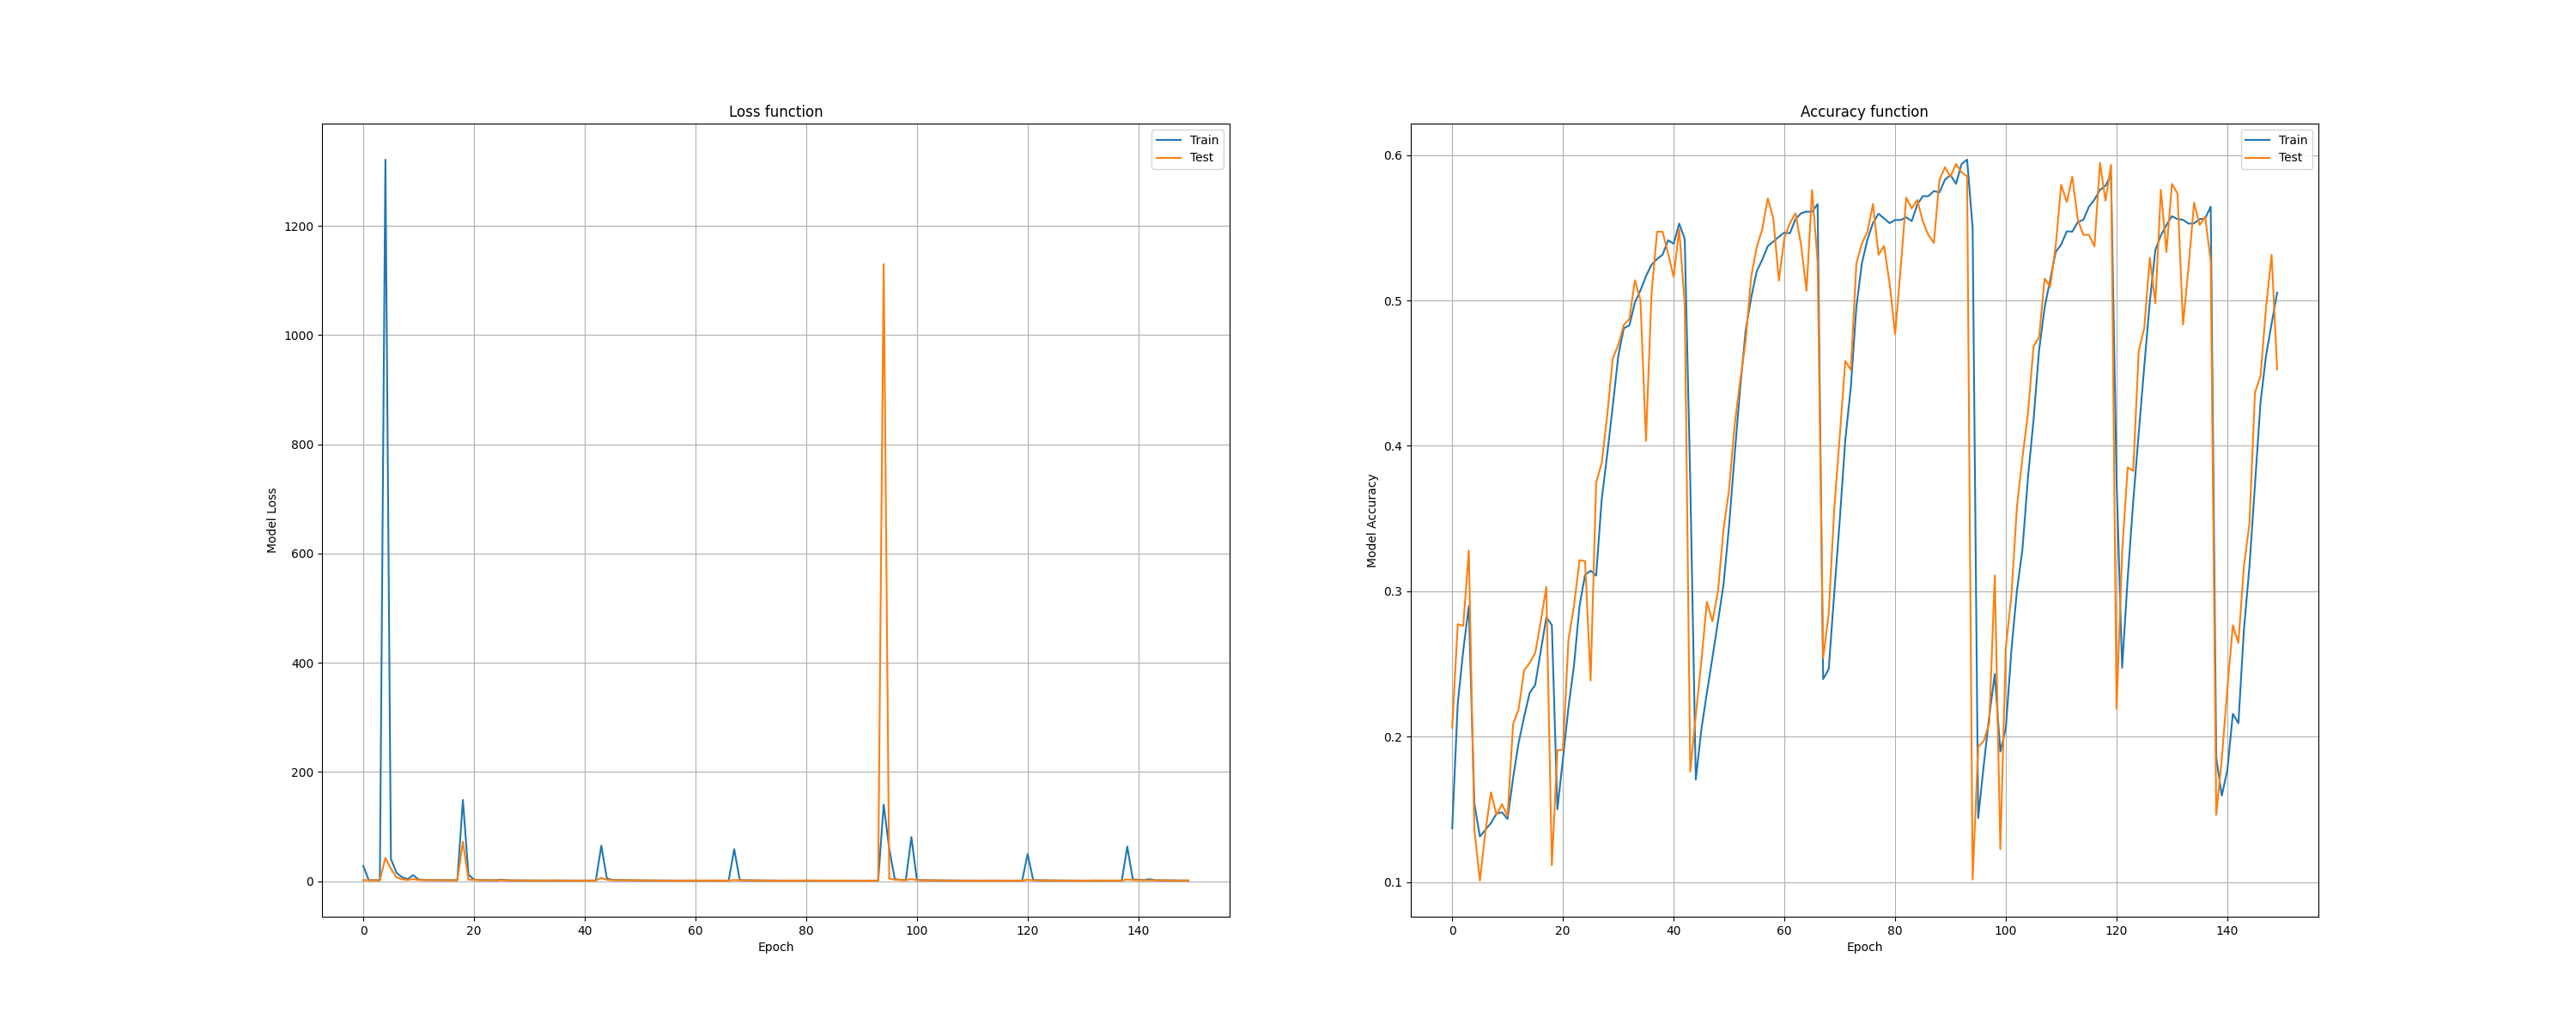 Loss function
Train
Test
1200
1000
800
600
400
200
0
Model Loss
0 20 40 60 80 100 120 140
Epoch
Accuracy function
Train
Test
0.6
0.5
0.4
0.3
0.2
0.1
Model Accuracy
0 20 40 60 80 100 120 140
Epoch